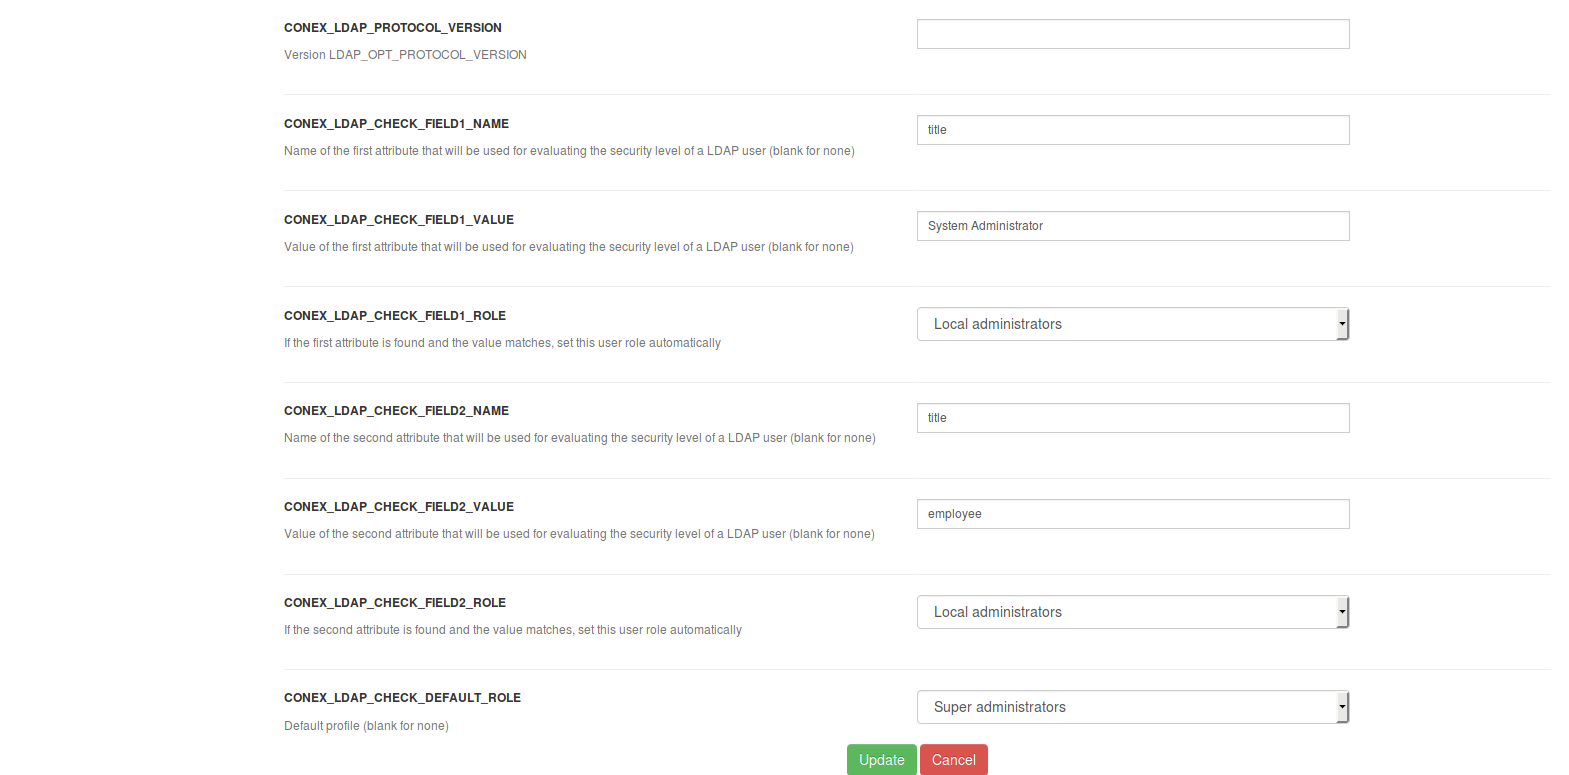 CONEX_LDAP_PROTOCOL_VERSION
Version LDAP_OPT_PROTOCOL_VERSION
CONEX_LDAP_CHECK_FIELD1_NAME
title
Name of the first attribute that will be used for evaluating the security level of a LDAP user (blank for none)
CONEX_LDAP_CHECK_FIELD1_VALUE
System Administrator
Value of the first attribute that will be used for evaluating the security level of a LDAP user (blank for none)
CONEX_LDAP_CHECK_FIELD1_ROLE
Local administrators
If the first attribute is found and the value matches, set this user role automatically
CONEX_LDAP_CHECK_FIELD2_NAME
title
Name of the second attribute that will be used for evaluating the security level of a LDAP user (blank for none)
CONEX_LDAP_CHECK_FIELD2_VALUE
employee
Value of the second attribute that will be used for evaluating the security level of a LDAP user (blank for none)
CONEX_LDAP_CHECK_FIELD2_ROLE
Local administrators
If the second attribute is found and the value matches, set this user role automatically
CONEX_LDAP_CHECK_DEFAULT_ROLE
Super administrators
Default profile (blank for none)
Update Cancel